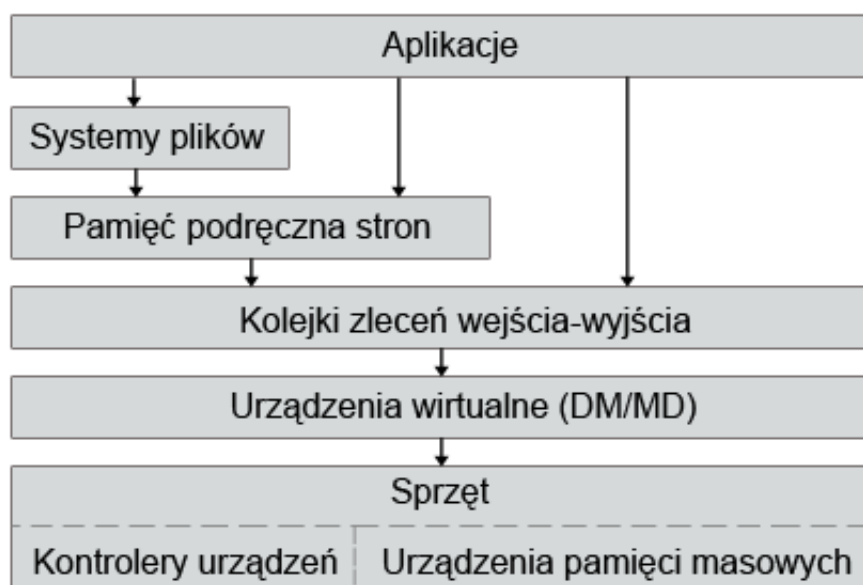 Aplikacje
Systemy plików
Pamięć podręczna stron
Kolejki zleceń wejścia-wyjścia
Urządzenia wirtualne (DM/MD)
Sprzęt
Kontrolery urządzeń
Urządzenia pamięci masowych